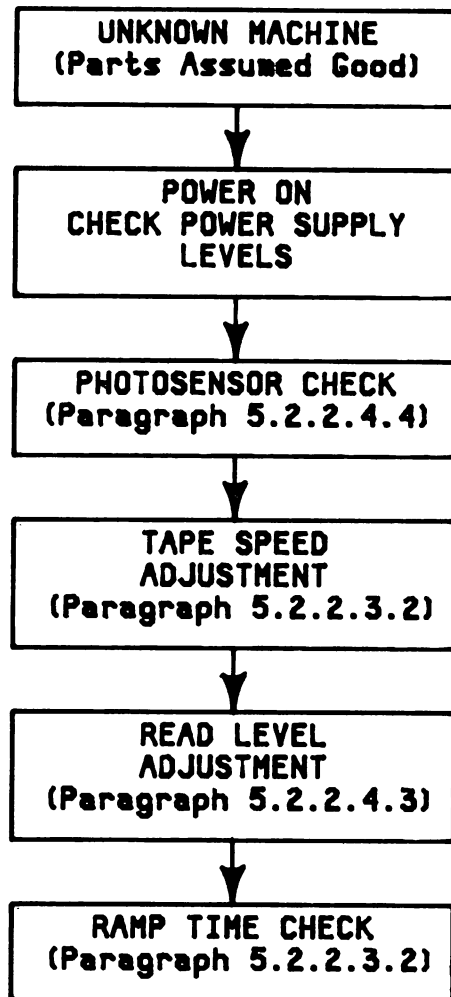 UNKNOWN MACHINE
(Parts Assumed Good)
POWER ON
CHECK POWER SUPPLY
LEVELS
PHOTOSENSOR CHECK
(Paragraph 5.2.2.4.4)
TAPE SPEED
ADJUSTMENT
(Paragraph 5.2.2.3.2)
READ LEVEL
ADJUSTMENT
(Paragraph 5.2.2.4.3)
RAMP TIME CHECK
(Paragraph 5.2.2.3.2)